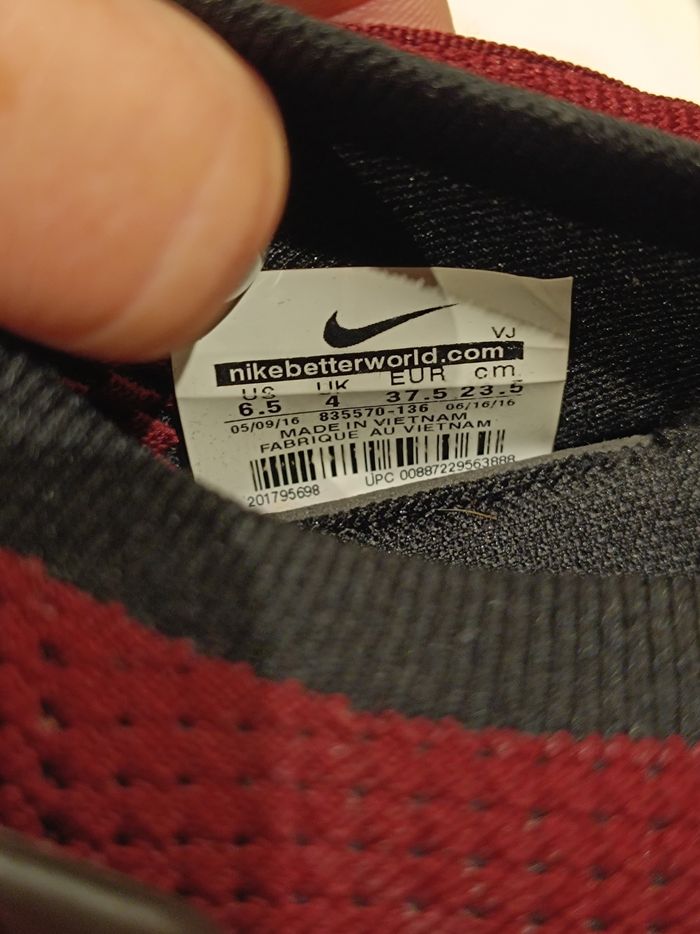 VJ
nikebetterworld.com
US UK EUR cm
6.5 4 37.5 23.5
05/09/16 835570-136 06/16/16
MADE IN VIETNAM
FABRIQUE AU VIETNAM
201795698 UPC 00887229563888